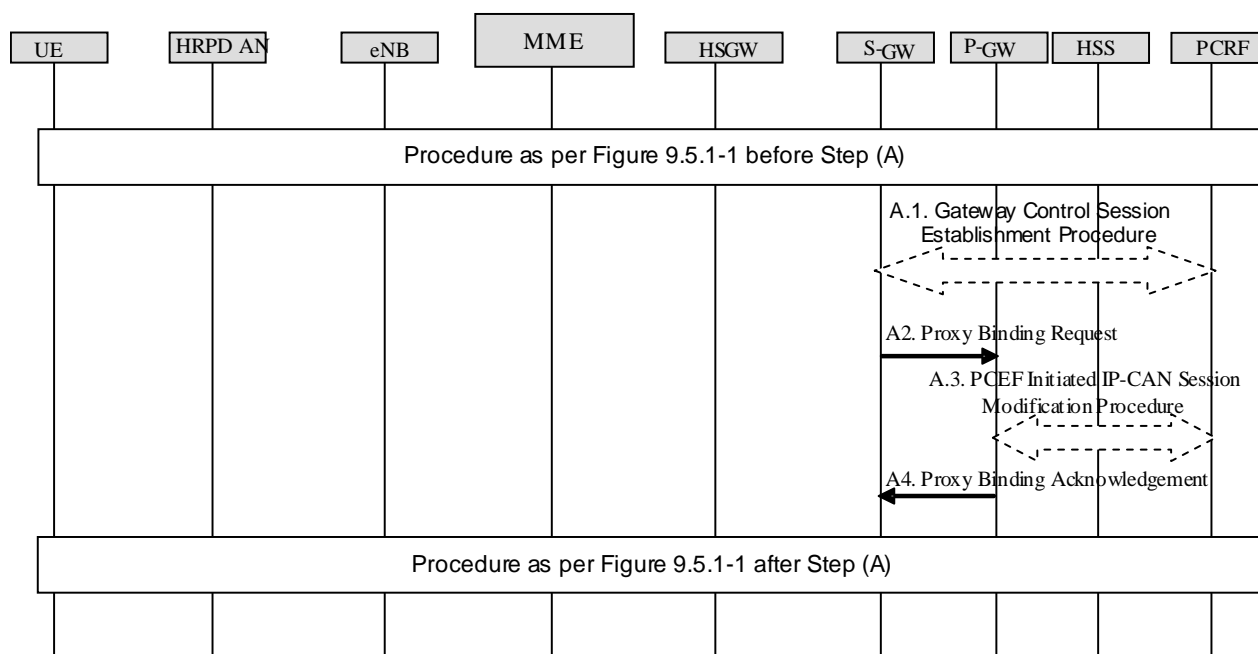 UE
HRPD AN
eNB
MME
HSGW
S-GW
P-GW
HSS
PCRF
Procedure as per Figure 9.5.1-1 before Step (A)
A.1. Gateway Control Session
Establishment Procedure
A2. Proxy Binding Request
A.3. PCEF Initiated IP-CAN Session
Modification Procedure
A4. Proxy Binding Acknowledgement
Procedure as per Figure 9.5.1-1 after Step (A)